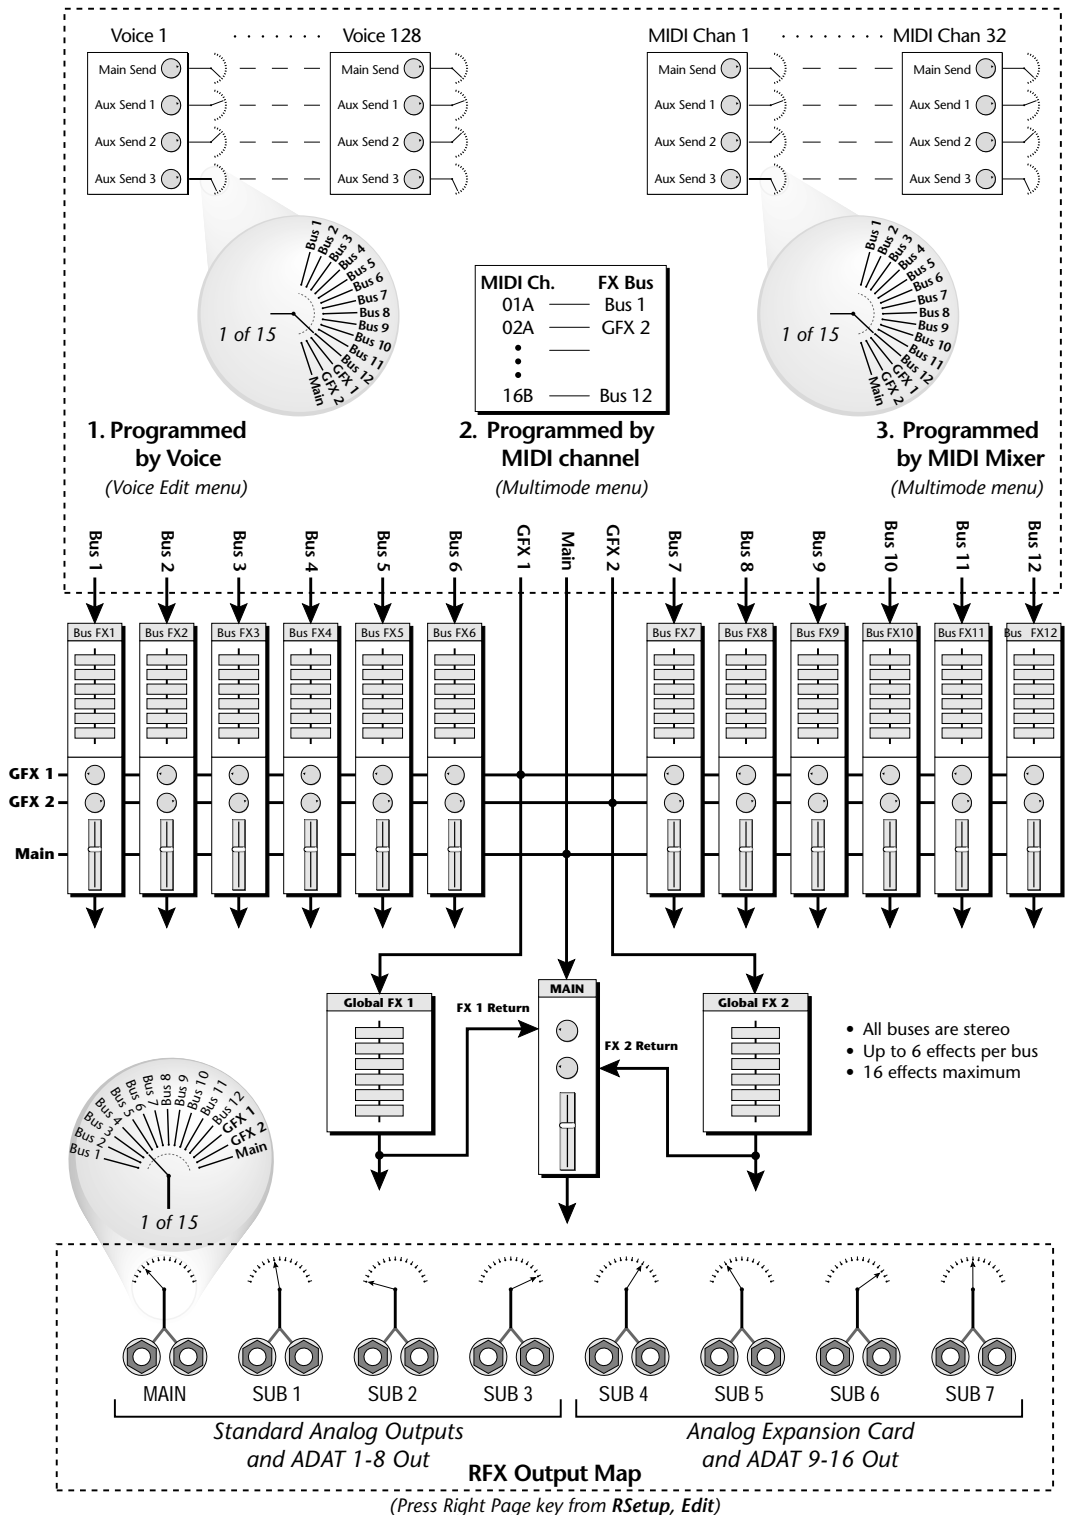 Voice 1 . . . . . . . Voice 128
MIDI Chan 1 . . . . . . . . MIDI Chan 32
Main Send
Aux Send 1
Aux Send 2
Aux Send 3
Main Send
Aux Send 1
Aux Send 2
Aux Send 3
Main Send
Aux Send 1
Aux Send 2
Aux Send 3
Main Send
Aux Send 1
Aux Send 2
Aux Send 3
Bus 1
Bus 2
Bus 3
Bus 4
Bus 5
Bus 6
Bus 7
Bus 8
Bus 9
Bus 10
Bus 11
Bus 12
GFX 1
GFX 2
Main
1 of 15
MIDI Ch. FX Bus
01A Bus 1
02A GFX 2
16B Bus 12
Bus 1
Bus 2
Bus 3
Bus 4
Bus 5
Bus 6
Bus 7
Bus 8
Bus 9
Bus 10
Bus 11
Bus 12
GFX 1
GFX 2
Main
1 of 15
1. Programmed
by Voice
(Voice Edit menu)
2. Programmed by
MIDI channel
(Multimode menu)
3. Programmed
by MIDI Mixer
(Multimode menu)
Bus 1
Bus 2
Bus 3
Bus 4
Bus 5
Bus 6
GFX 1
Main
GFX 2
Bus 7
Bus 8
Bus 9
Bus 10
Bus 11
Bus 12
Bus FX1
Bus FX2
Bus FX3
Bus FX4
Bus FX5
Bus FX6
Bus FX7
Bus FX8
Bus FX9
Bus FX10
Bus FX11
Bus FX12
GFX 1
GFX 2
Main
Global FX 1
FX 1 Return
MAIN
FX 2 Return
Global FX 2
• All buses are stereo
• Up to 6 effects per bus
• 16 effects maximum
Bus 1
Bus 2
Bus 3
Bus 4
Bus 5
Bus 6
Bus 7
Bus 8
Bus 9
Bus 10
Bus 11
Bus 12
GFX 1
GFX 2
Main
1 of 15
MAIN
SUB 1
SUB 2
SUB 3
SUB 4
SUB 5
SUB 6
SUB 7
Standard Analog Outputs
and ADAT 1-8 Out
Analog Expansion Card
and ADAT 9-16 Out
RFX Output Map
(Press Right Page key from RSetup, Edit)